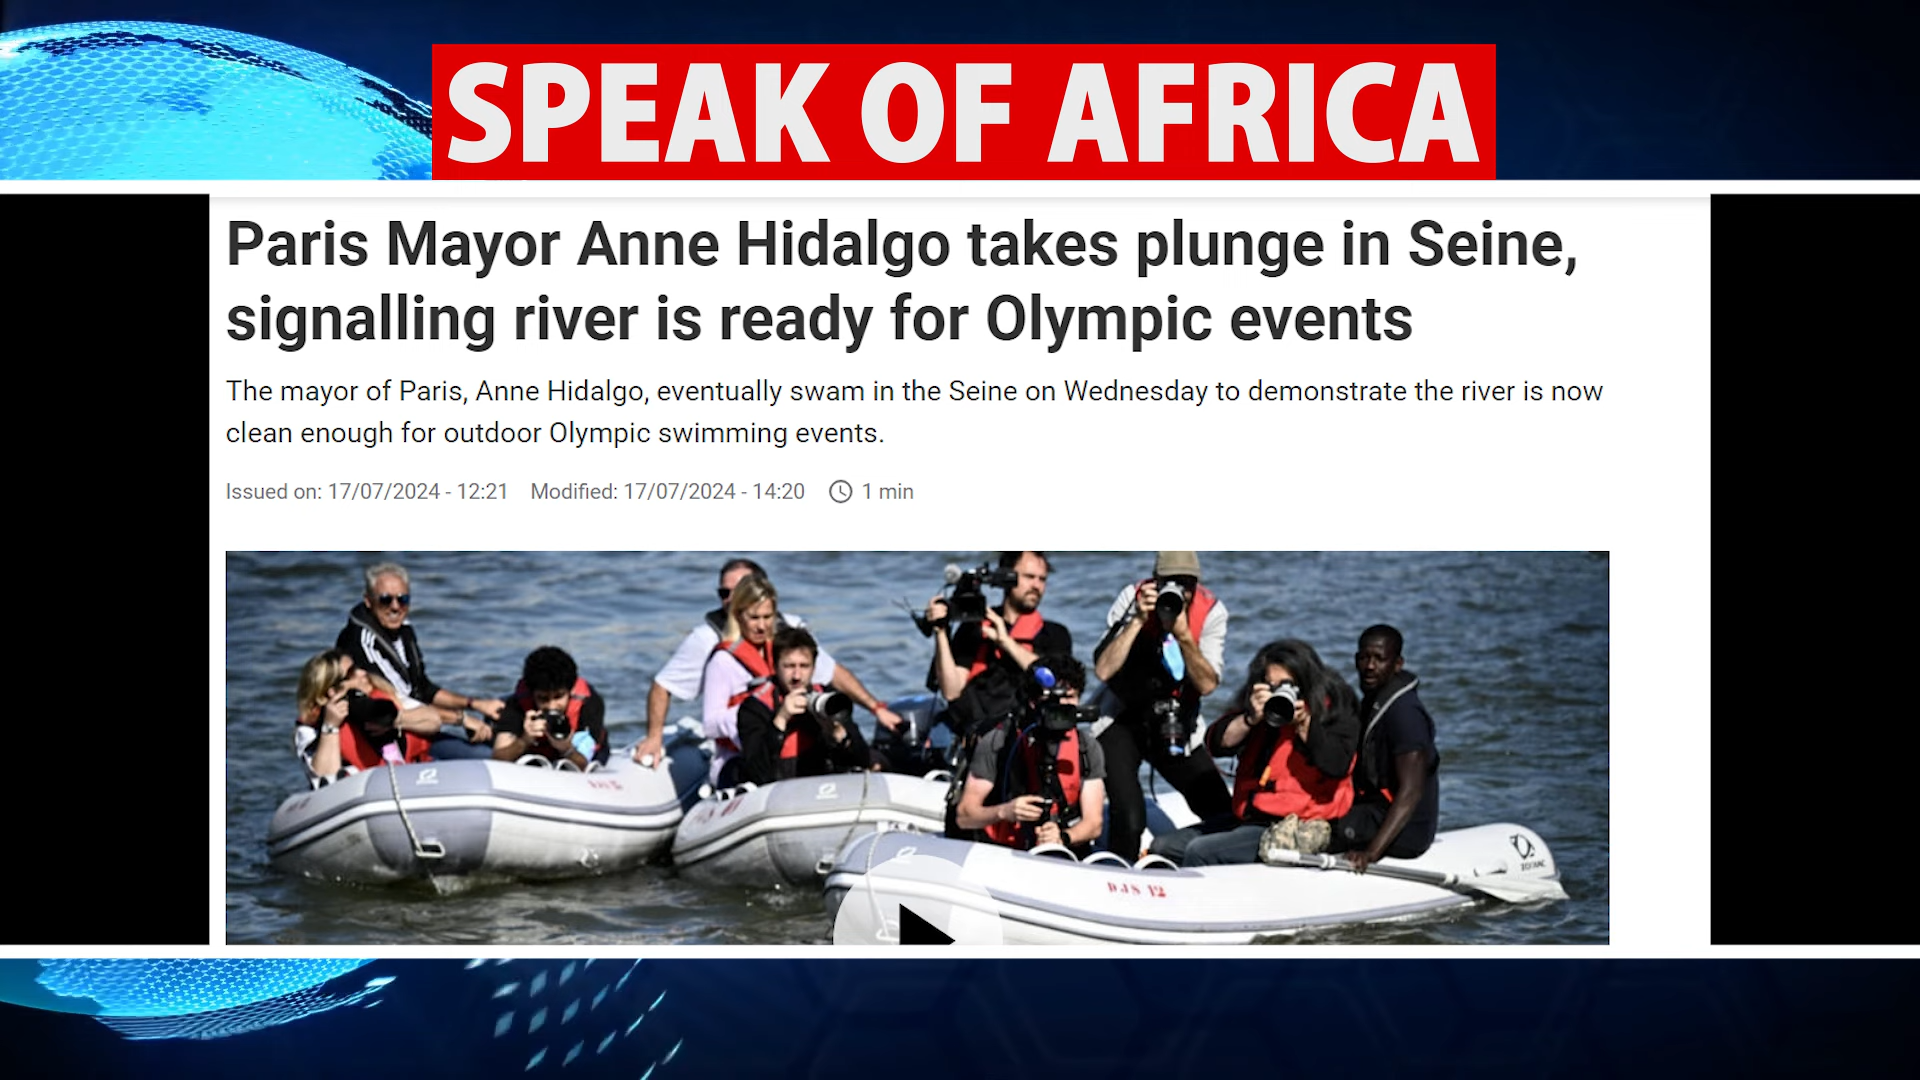 SPEAK OF AFRICA
Paris Mayor Anne Hidalgo takes plunge in Seine,
signalling river is ready for Olympic events
The mayor of Paris, Anne Hidalgo, eventually swam in the Seine on Wednesday to demonstrate the river is now
clean enough for outdoor Olympic swimming events.
Issued on: 17/07/2024 - 12:21 Modified: 17/07/2024 - 14:20 1 min
DJS 12
ZODIAC